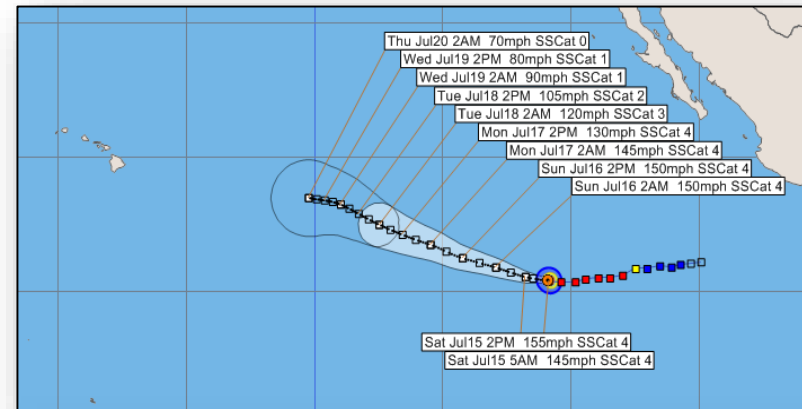 Thu Jul20 2AM 70mph SSCat 0
Wed Jul19 2PM 80mph SSCat 1
Wed Jul19 2AM 90mph SSCat 1
Tue Jul18 2PM 105mph SSCat 2
Tue Jul18 2AM 120mph SSCat 3
Mon Jul17 2PM 130mph SSCat 4
Mon Jul17 2AM 145mph SSCat 4
Sun Jul16 2PM 150mph SSCat 4
Sun Jul16 2AM 150mph SSCat 4
Sat Jul15 2PM 155mph SSCat 4
Sat Jul15 5AM 145mph SSCat 4